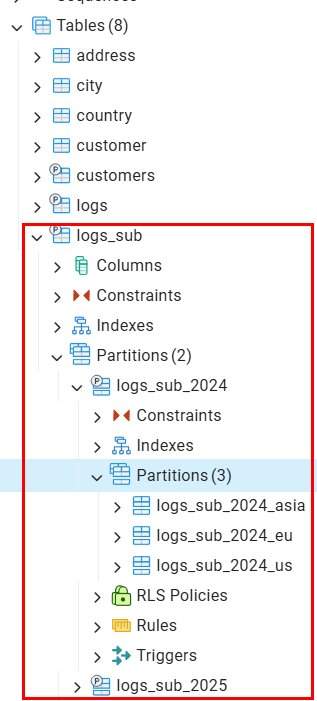 Sequences
Tables (8)
address
city
country
customer
customers
logs
logs_sub
Columns
Constraints
Indexes
Partitions (2)
logs_sub_2024
Constraints
Indexes
Partitions (3)
logs_sub_2024_asia
logs_sub_2024_eu
logs_sub_2024_us
RLS Policies
Rules
Triggers
logs_sub_2025